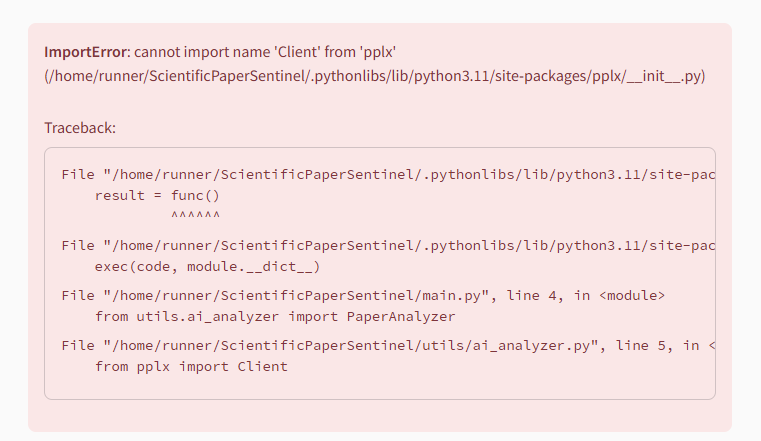 ImportError: cannot import name 'Client' from 'pplx'
(/home/runner/ScientificPaperSentinel/.pythonlibs/lib/python3.11/site-packages/pplx/__init__.py)
Traceback:
File "/home/runner/ScientificPaperSentinel/.pythonlibs/lib/python3.11/site-pac
result = func()
^^^^^^
File "/home/runner/ScientificPaperSentinel/.pythonlibs/lib/python3.11/site-pac
exec(code, module.__dict__)
File "/home/runner/ScientificPaperSentinel/main.py", line 4, in <module>
from utils.ai_analyzer import PaperAnalyzer
File "/home/runner/ScientificPaperSentinel/utils/ai_analyzer.py", line 5, in <
from pplx import Client